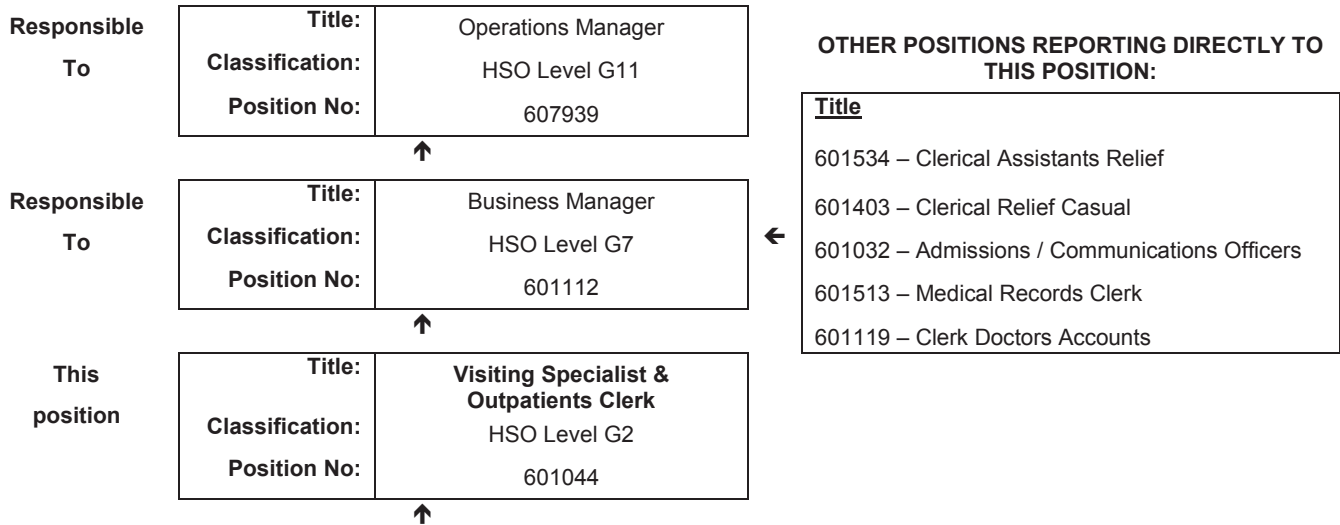 Responsible
To
Title:
Operations Manager
Classification:
HSO Level G11
Position No:
607939
↑
Responsible
To
Title:
Business Manager
Classification:
HSO Level G7
Position No:
601112
↑
This
position
Title:
Visiting Specialist &
Outpatients Clerk
Classification:
HSO Level G2
Position No:
601044
↑
←
OTHER POSITIONS REPORTING DIRECTLY TO
THIS POSITION:
Title
601534 – Clerical Assistants Relief
601403 – Clerical Relief Casual
601032 – Admissions / Communications Officers
601513 – Medical Records Clerk
601119 – Clerk Doctors Accounts